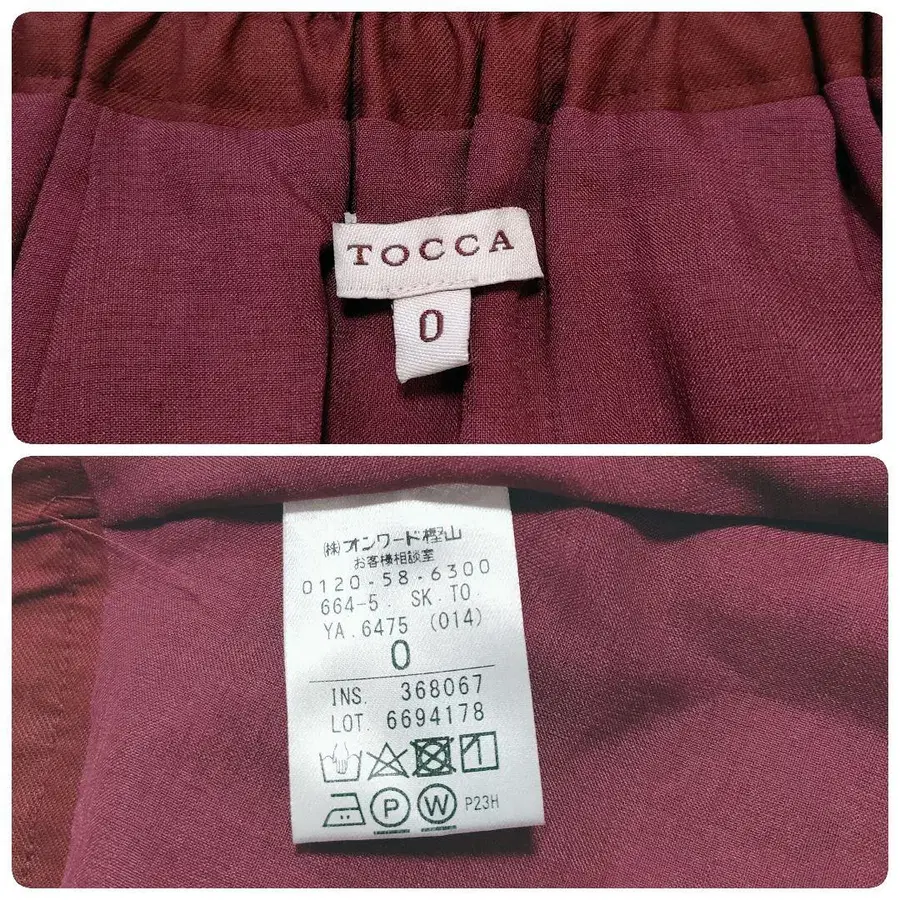 TOCCA
0
㈱オンワード樫山
お客様相談室
0120-58-6300
664-5. SK.TO.
YA.6475 (014)
0
INS. 368067
LOT. 6694178
P W P23H